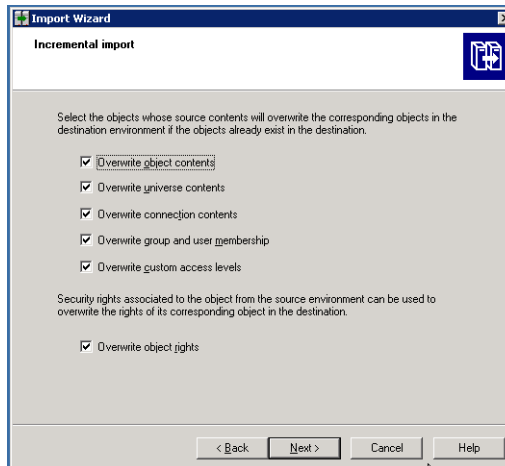 Import Wizard
Incremental import
Select the objects whose source contents will overwrite the corresponding objects in the
destination environment if the objects already exist in the destination.
Overwrite object contents
Overwrite universe contents
Overwrite connection contents
Overwrite group and user membership
Overwrite custom access levels
Security rights associated to the object from the source environment can be used to
overwrite the rights of its corresponding object in the destination.
Overwrite object rights
< Back Next > Cancel Help